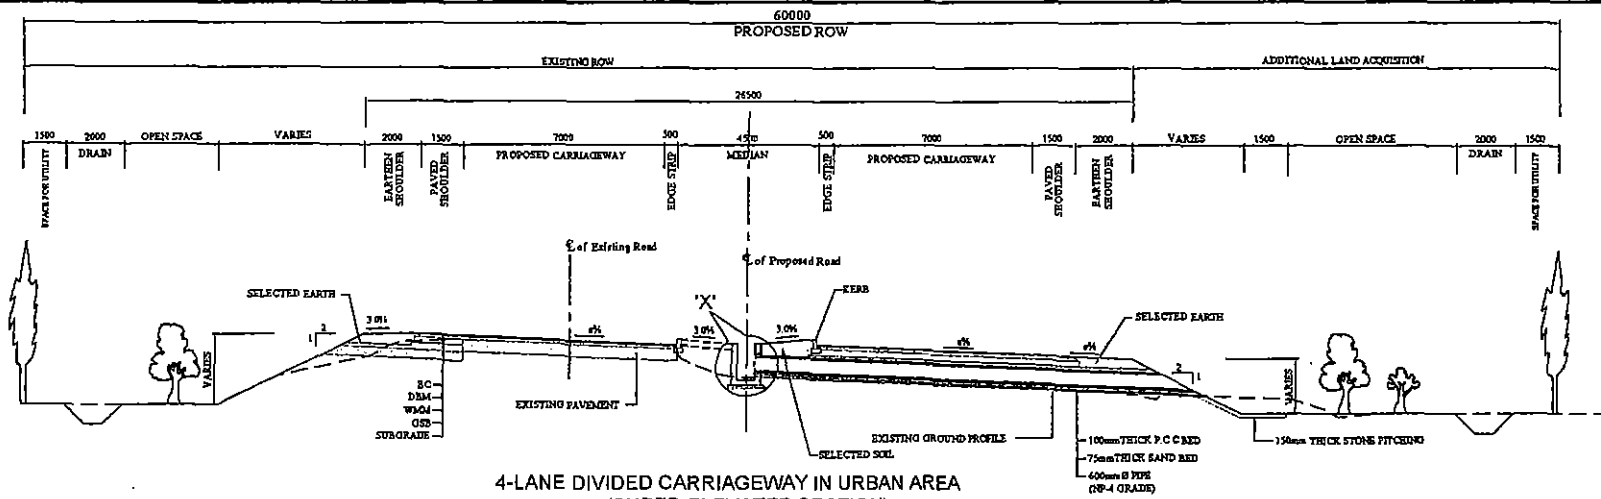 60000
PROPOSED ROW
EXISTING ROW
ADDITIONAL LAND ACQUISITION
26500
1500 2000 OPEN SPACE VARIES 2000 1500 7000 500 4500 500 7000 1500 2000 VARIES 1500 OPEN SPACE 2000 1500
SPACE FOR UTILITY DRAIN EARTHEN SHOULDER PAVED SHOULDER PROPOSED CARRIAGEWAY EDGE STRIP MEDIAN EDGE STRIP PROPOSED CARRIAGEWAY PAVED SHOULDER EARTHEN SHOULDER DRAIN SPACE FOR UTILITY
℄ of Existing Road
℄ of Proposed Road
SELECTED EARTH
'X'
KERB
SELECTED EARTH
1 2 3.0% 3.0% 3.0% 2 1
VARIES
VARIES
BC
DBM
WMM
GSB
SUBGRADE
EXISTING PAVEMENT
EXISTING GROUND PROFILE
SELECTED SOIL
100mm THICK P.C.C BED
75mm THICK SAND BED
600mm Ø PIPE
(NP-4 GRADE)
150mm THICK STONE PITCHING
4-LANE DIVIDED CARRIAGEWAY IN URBAN AREA